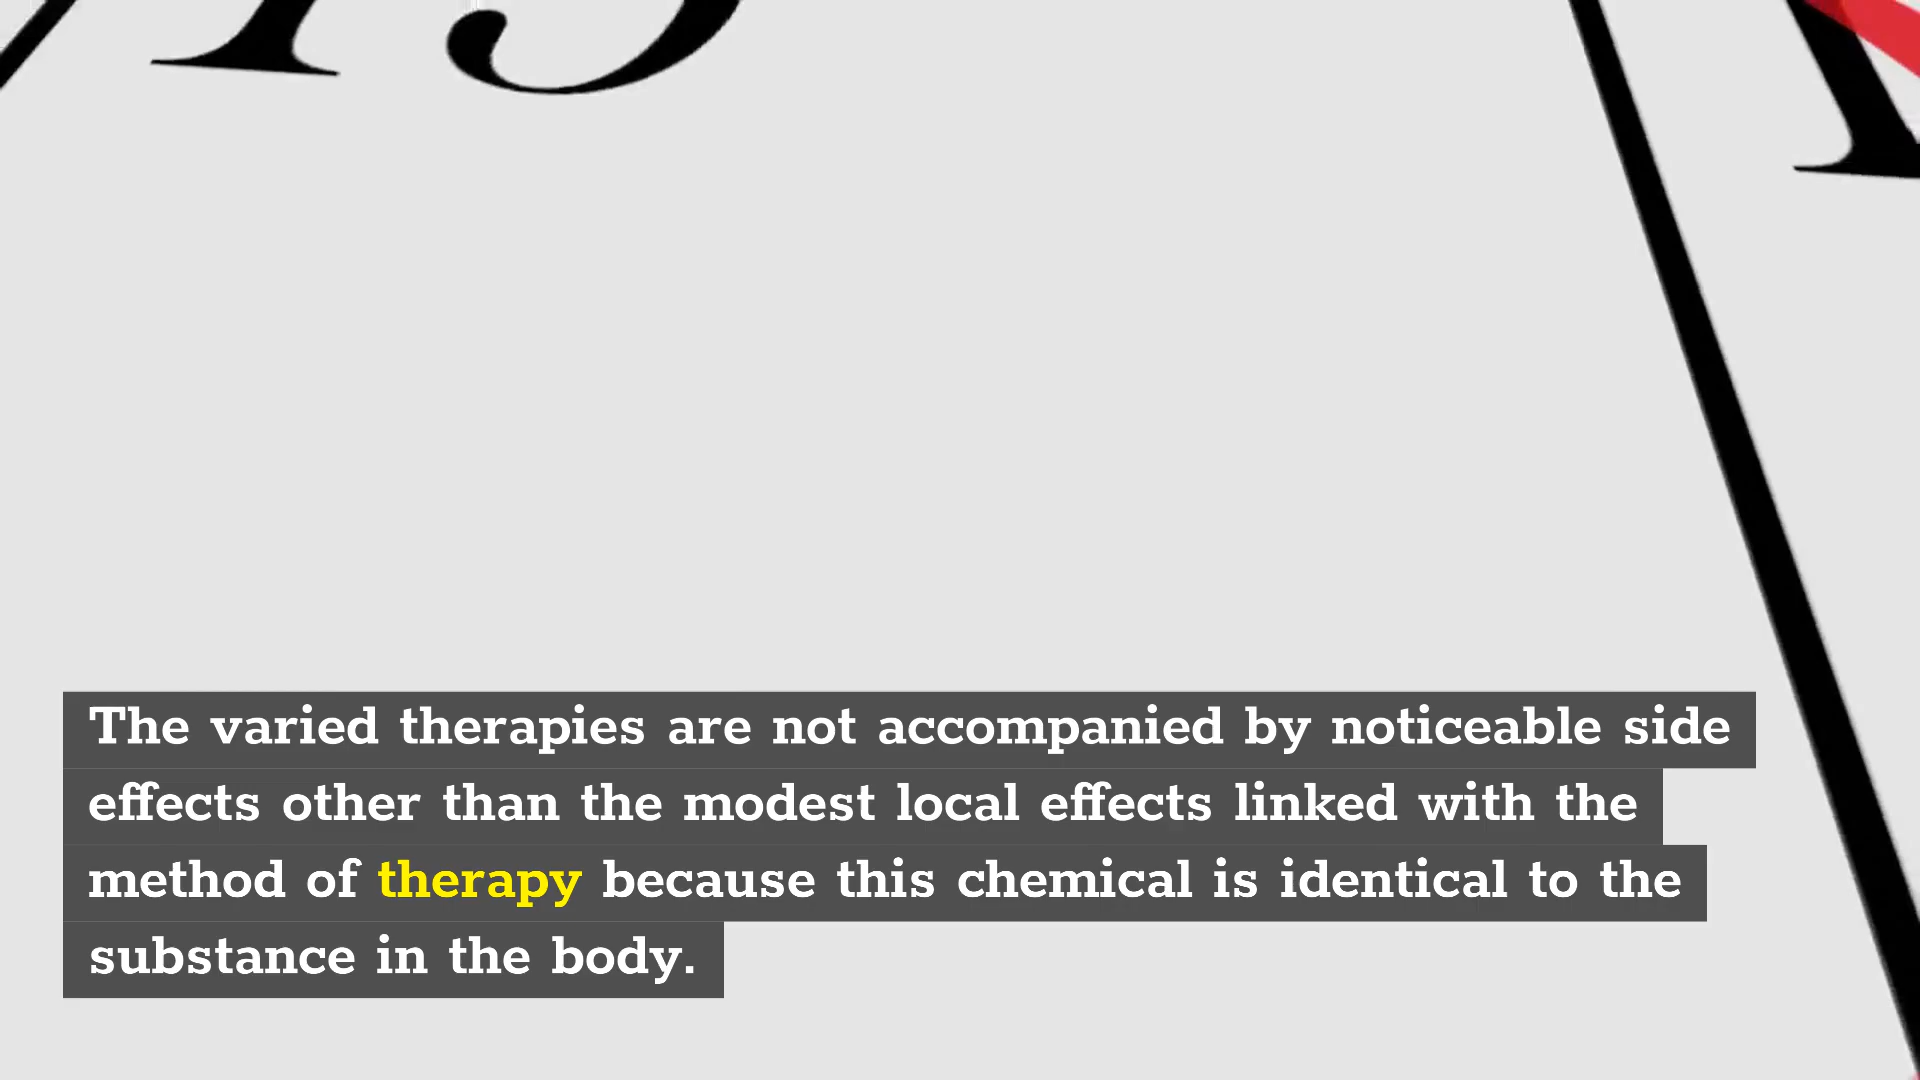 15
The varied therapies are not accompanied by noticeable side
effects other than the modest local effects linked with the
method of therapy because this chemical is identical to the
substance in the body.